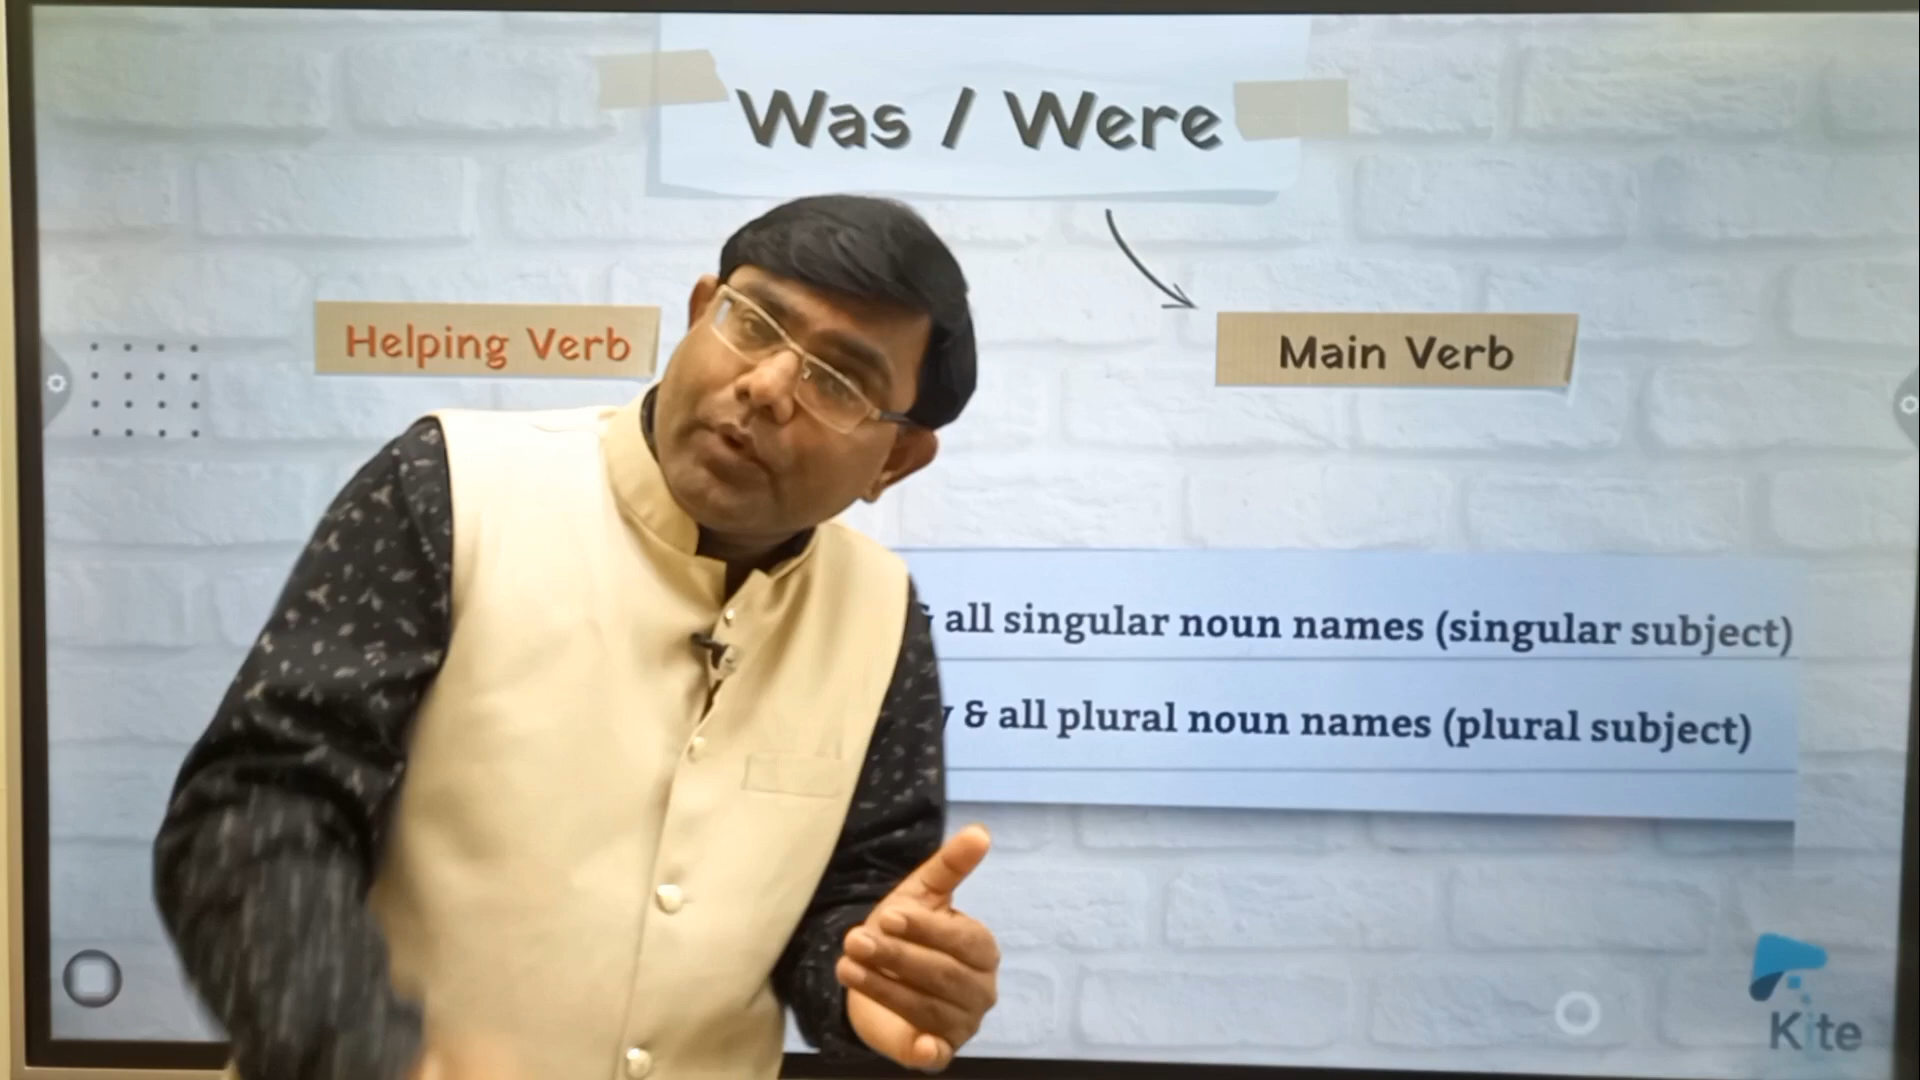 Was / Were
Helping Verb
Main Verb
& all singular noun names (singular subject)
& all plural noun names (plural subject)
Kite